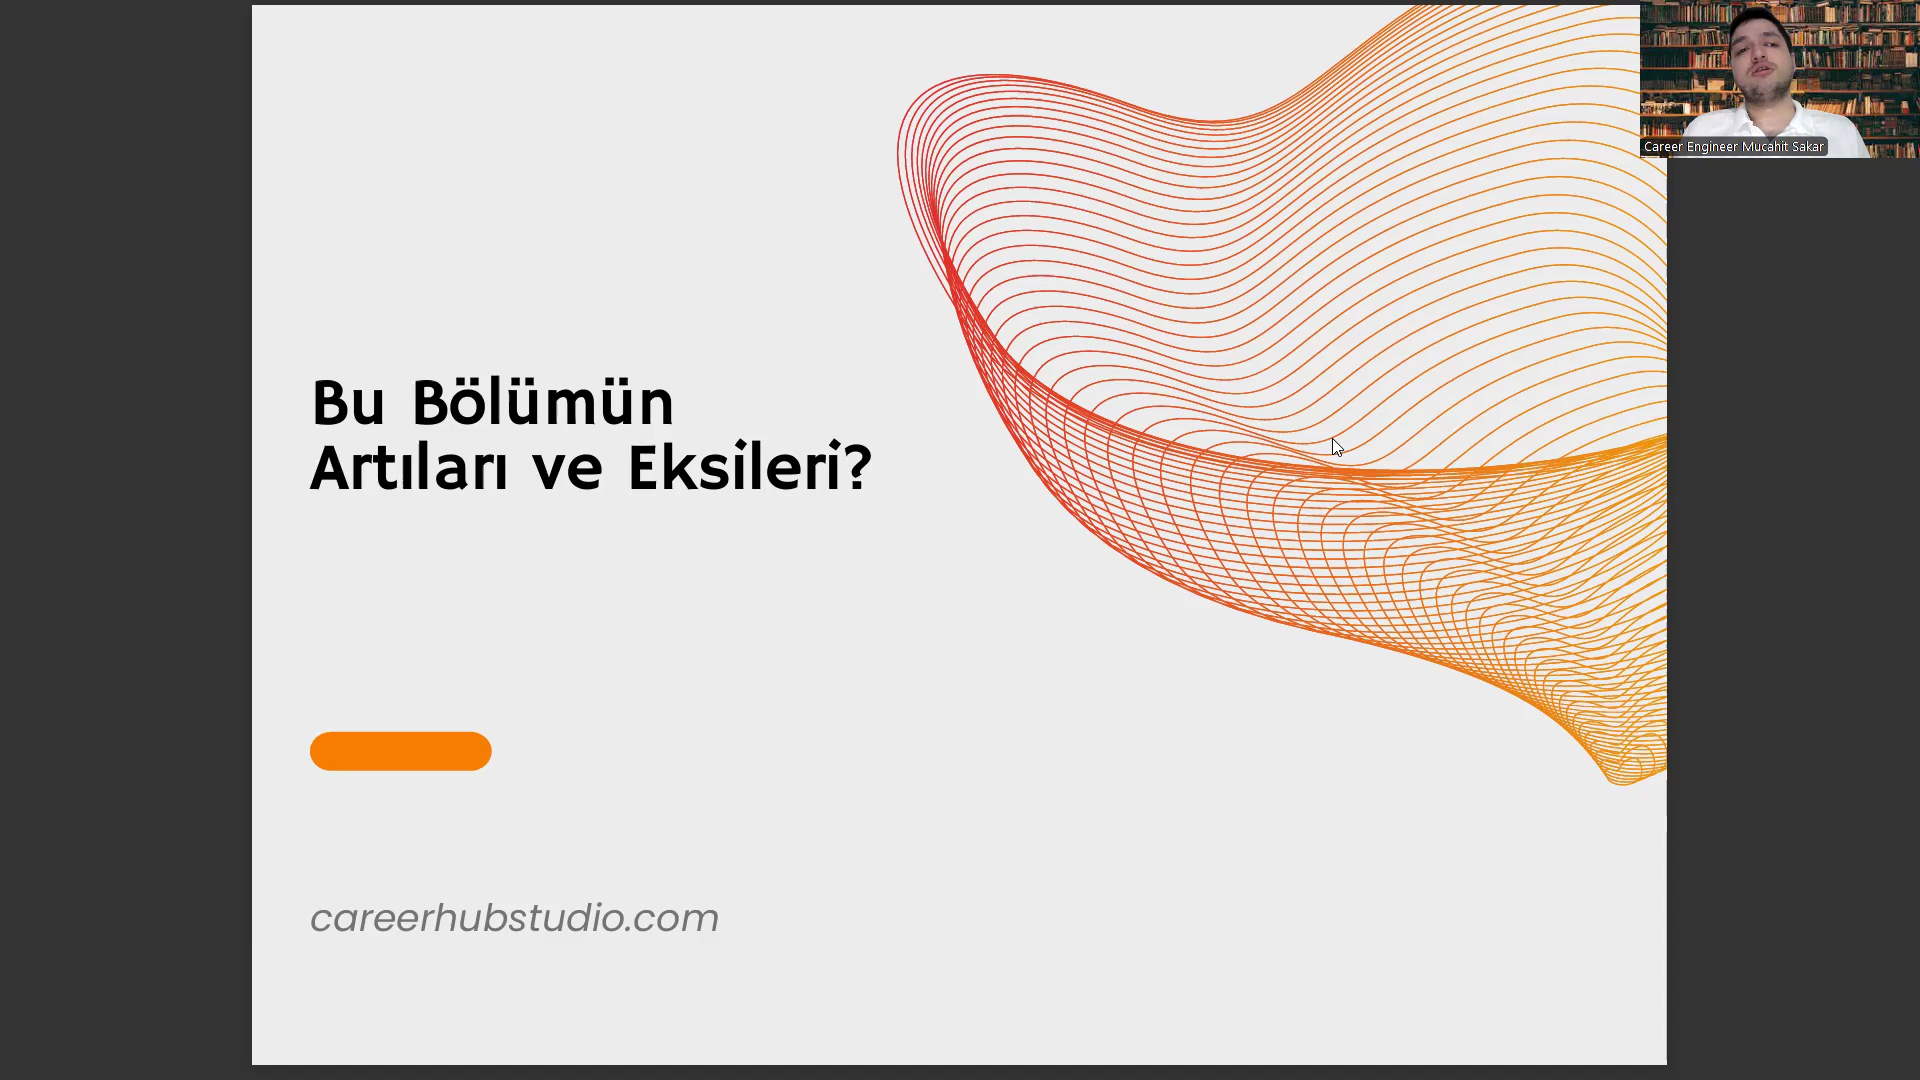 Bu Bölümün
Artıları ve Eksileri?
careerhubstudio.com
Career Engineer Mucahit Sakar